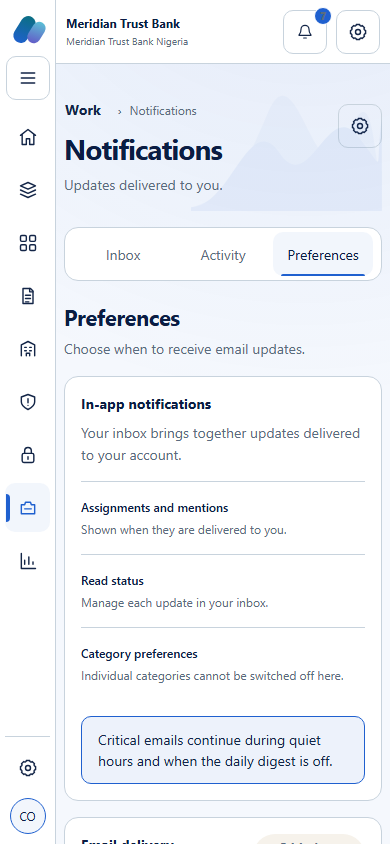 Meridian Trust Bank
Meridian Trust Bank Nigeria
Work › Notifications
Notifications
Updates delivered to you.
Inbox Activity Preferences
Preferences
Choose when to receive email updates.
In-app notifications
Your inbox brings together updates delivered
to your account.
Assignments and mentions
Shown when they are delivered to you.
Read status
Manage each update in your inbox.
Category preferences
Individual categories cannot be switched off here.
Critical emails continue during quiet
hours and when the daily digest is off.
CO
Email delivery